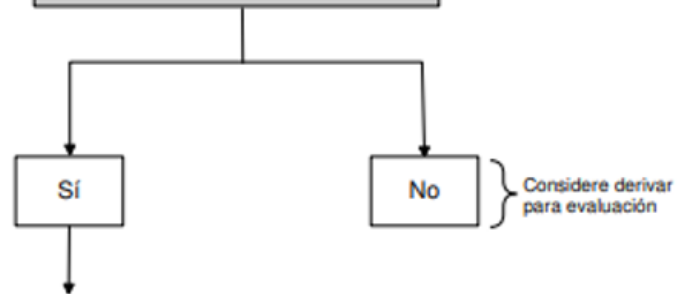 Sí
No
Considere derivar
para evaluación